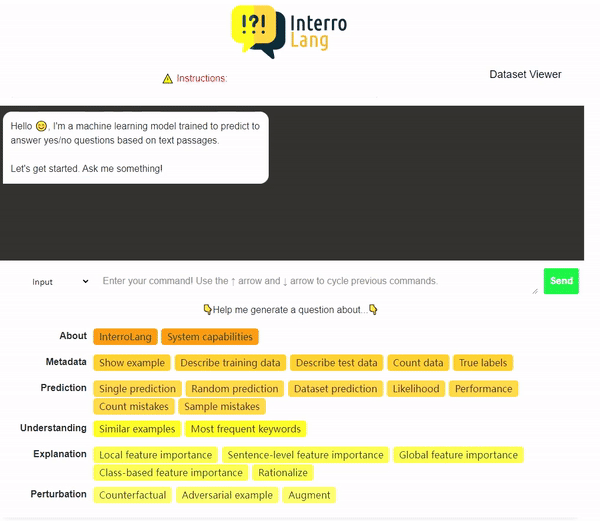 !?!
Interro
Lang
⚠ Instructions:
Dataset Viewer
Hello 😊, I'm a machine learning model trained to predict to
answer yes/no questions based on text passages.
Let's get started. Ask me something!
Input
Enter your command! Use the ↑ arrow and ↓ arrow to cycle previous commands.
Send
👇Help me generate a question about...👇
About InterroLang System capabilities
Metadata Show example Describe training data Describe test data Count data True labels
Prediction Single prediction Random prediction Dataset prediction Likelihood Performance
Count mistakes Sample mistakes
Understanding Similar examples Most frequent keywords
Explanation Local feature importance Sentence-level feature importance Global feature importance
Class-based feature importance Rationalize
Perturbation Counterfactual Adversarial example Augment